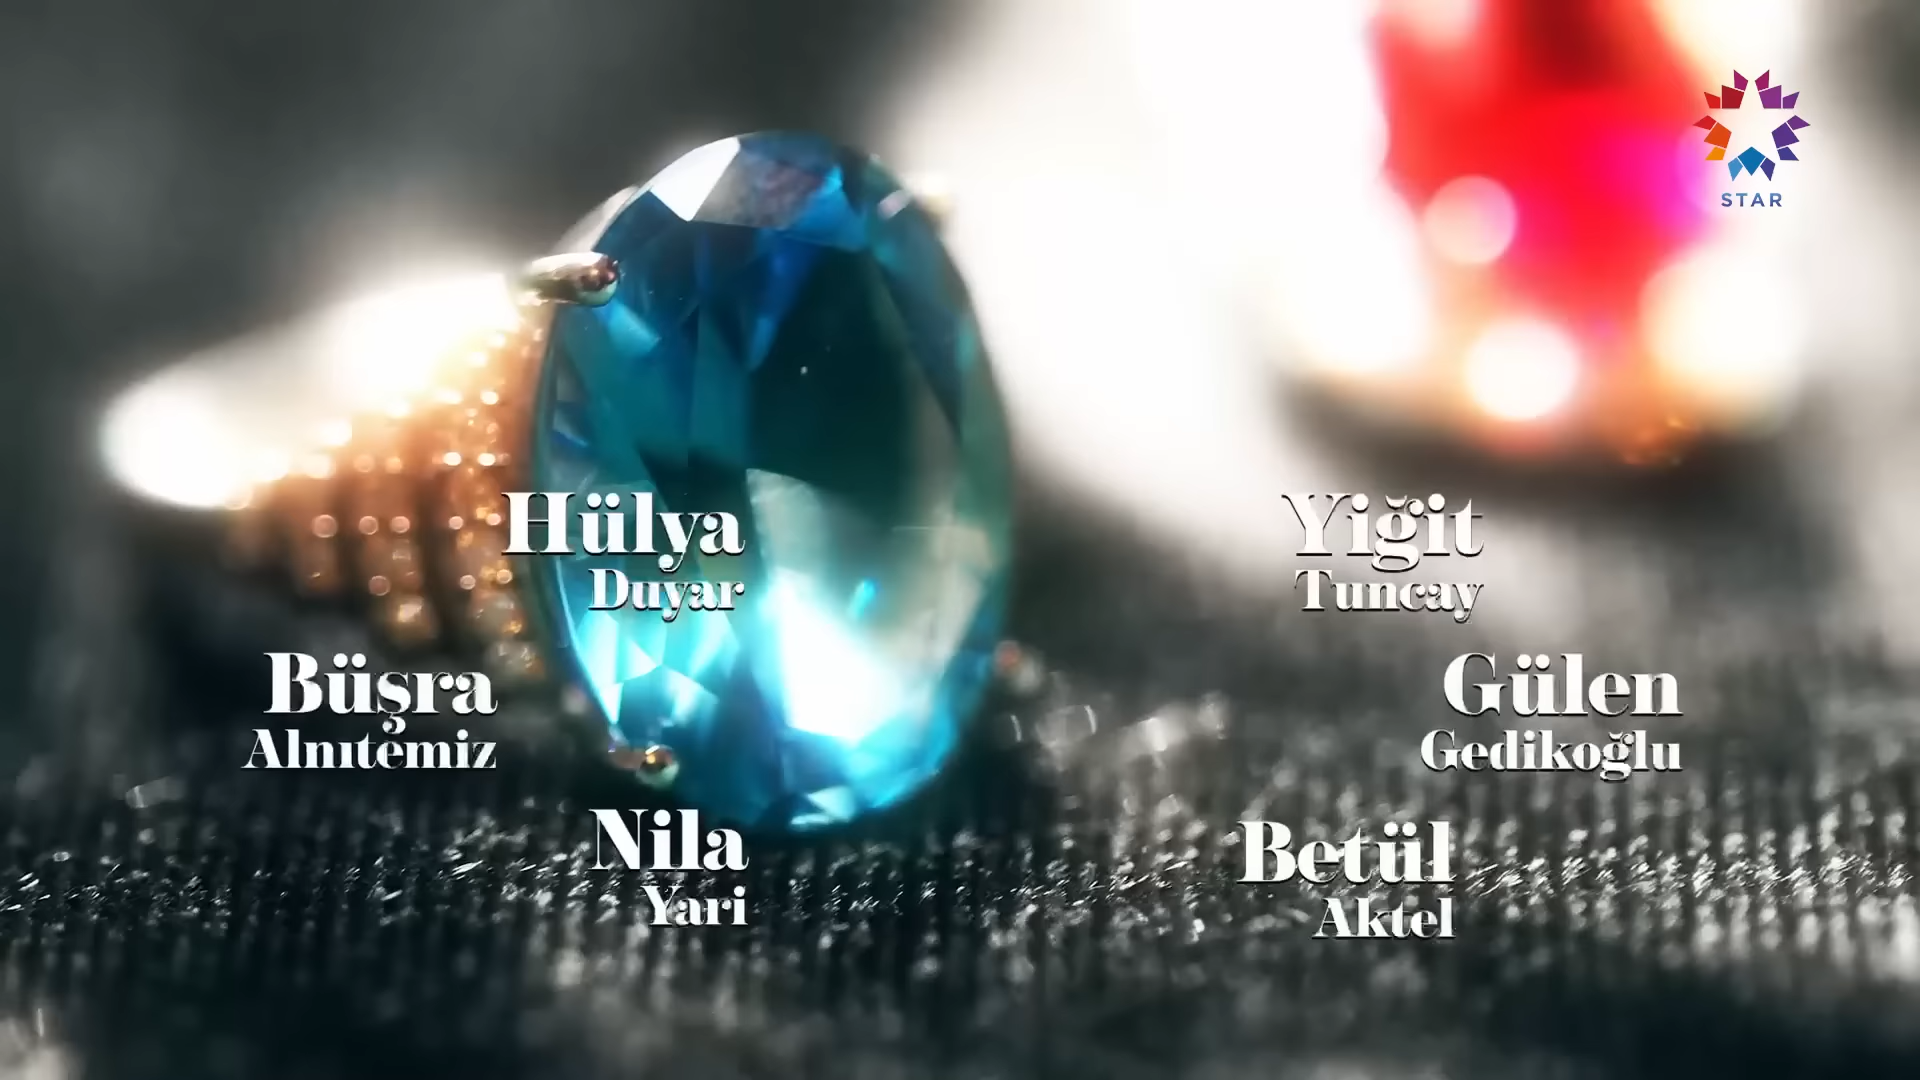 STAR
Hülya
Duyar
Yiğit
Tuncay
Büşra
Alnıtemiz
Gülen
Gedikoğlu
Nila
Yari
Betül
Aktel